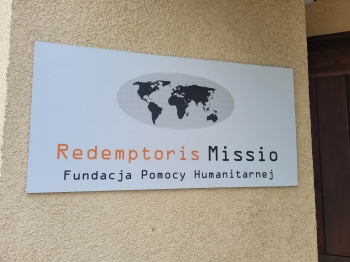 Redemptoris Missio
Fundacja Pomocy Humanitarnej